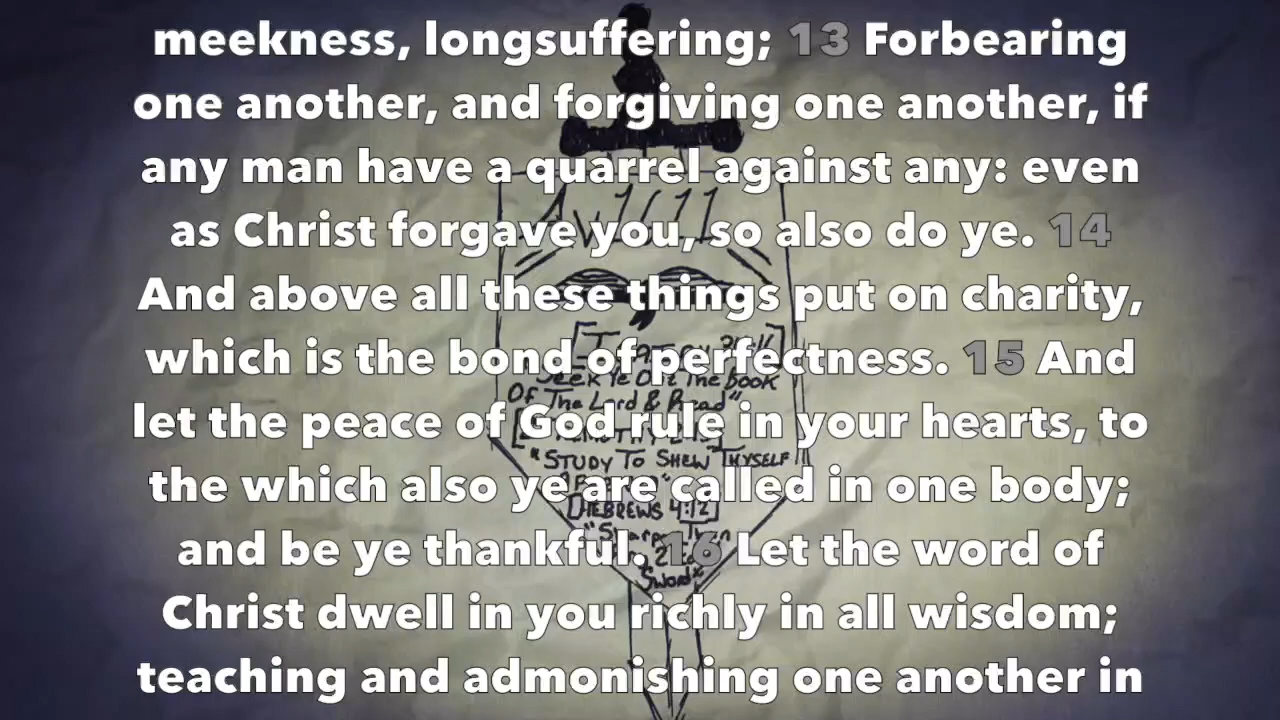 meekness, longsuffering; 13 Forbearing
one another, and forgiving one another, if
any man have a quarrel against any: even
as Christ forgave you, so also do ye. 14
And above all these things put on charity,
which is the bond of perfectness. 15 And
let the peace of God rule in your hearts, to
the which also ye are called in one body;
and be ye thankful. 16 Let the word of
Christ dwell in you richly in all wisdom;
teaching and admonishing one another in
Av 1611
"Seek Ye Out The Book
Of The Lord & Read"
"STUDY TO SHEW THYSELF
[HEBREWS 4:12]
Sword"